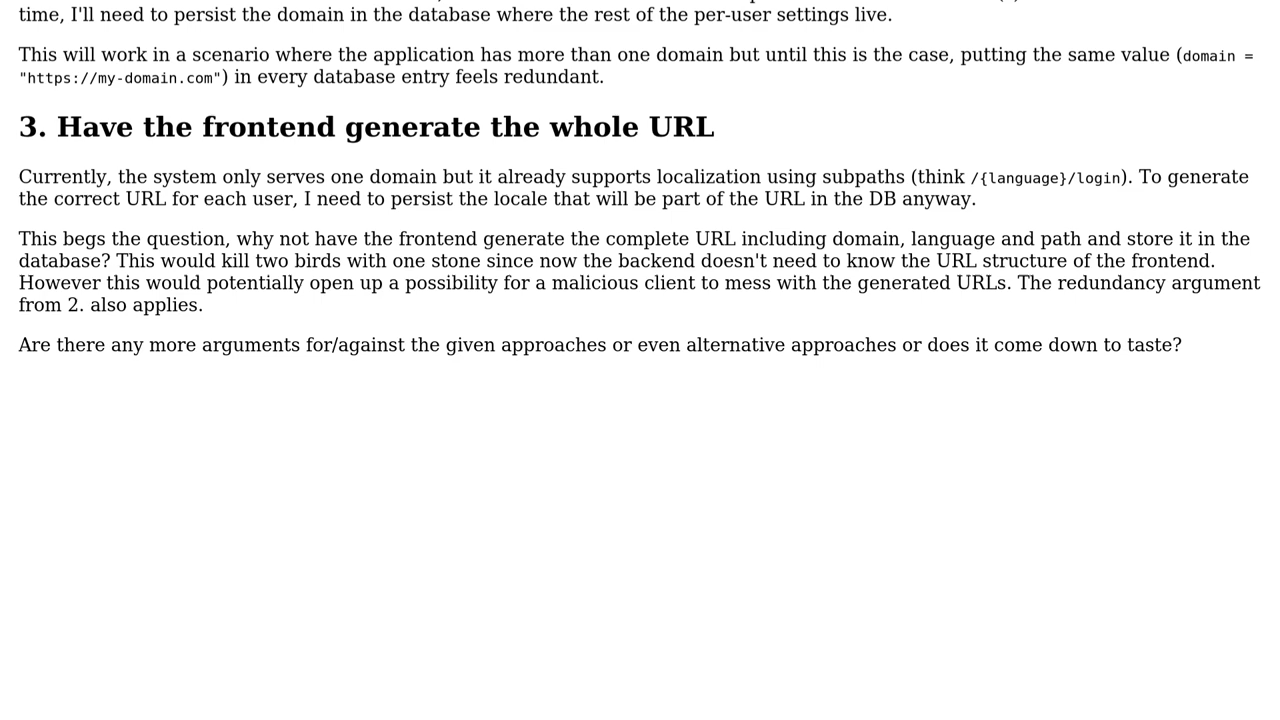 time, I'll need to persist the domain in the database where the rest of the per-user settings live.
This will work in a scenario where the application has more than one domain but until this is the case, putting the same value (domain =
"https://my-domain.com") in every database entry feels redundant.
3. Have the frontend generate the whole URL
Currently, the system only serves one domain but it already supports localization using subpaths (think /{language}/login). To generate
the correct URL for each user, I need to persist the locale that will be part of the URL in the DB anyway.
This begs the question, why not have the frontend generate the complete URL including domain, language and path and store it in the
database? This would kill two birds with one stone since now the backend doesn't need to know the URL structure of the frontend.
However this would potentially open up a possibility for a malicious client to mess with the generated URLs. The redundancy argument
from 2. also applies.
Are there any more arguments for/against the given approaches or even alternative approaches or does it come down to taste?